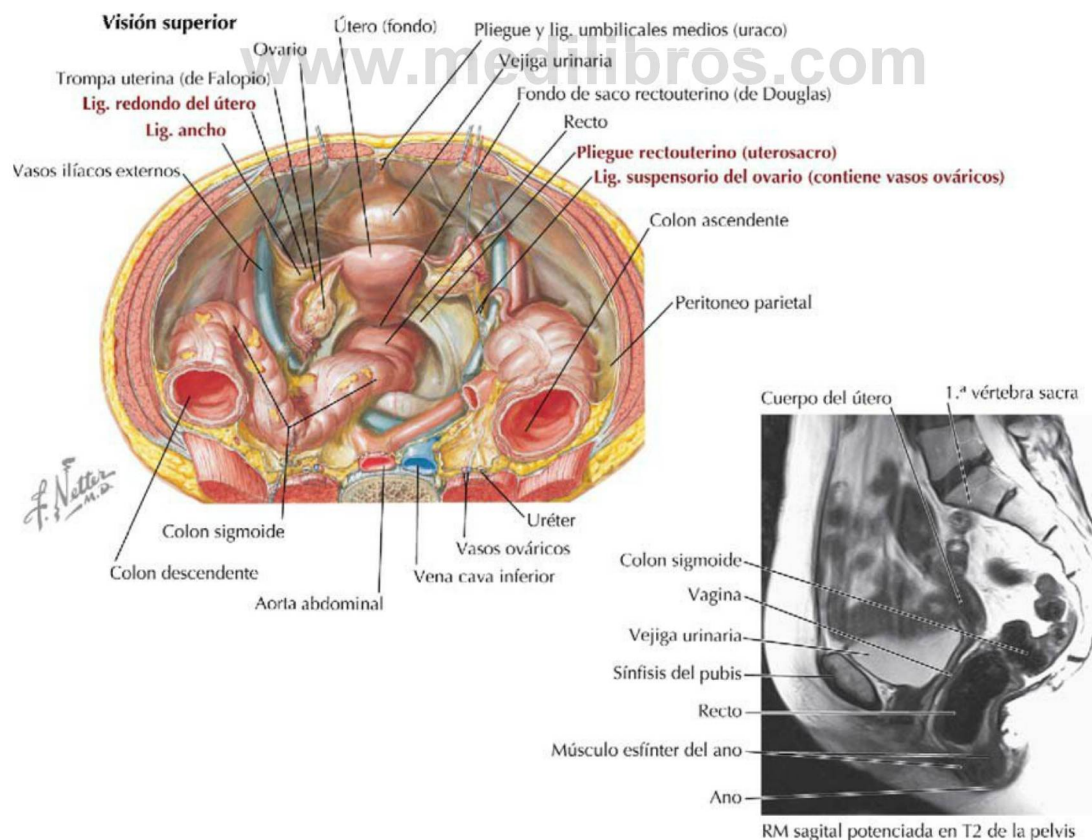 Visión superior
www.medilibros.com
Útero (fondo)
Pliegue y lig. umbilicales medios (uraco)
Ovario
Vejiga urinaria
Trompa uterina (de Falopio)
Fondo de saco rectouterino (de Douglas)
Lig. redondo del útero
Recto
Lig. ancho
Pliegue rectouterino (uterosacro)
Vasos ilíacos externos
Lig. suspensorio del ovario (contiene vasos ováricos)
Colon ascendente
Peritoneo parietal
F. Netter
M.D.
Colon sigmoide
Uréter
Vasos ováricos
Colon descendente
Vena cava inferior
Aorta abdominal
Cuerpo del útero
1.ª vértebra sacra
Colon sigmoide
Vagina
Vejiga urinaria
Sínfisis del pubis
Recto
Músculo esfínter del ano
Ano
RM sagital potenciada en T2 de la pelvis